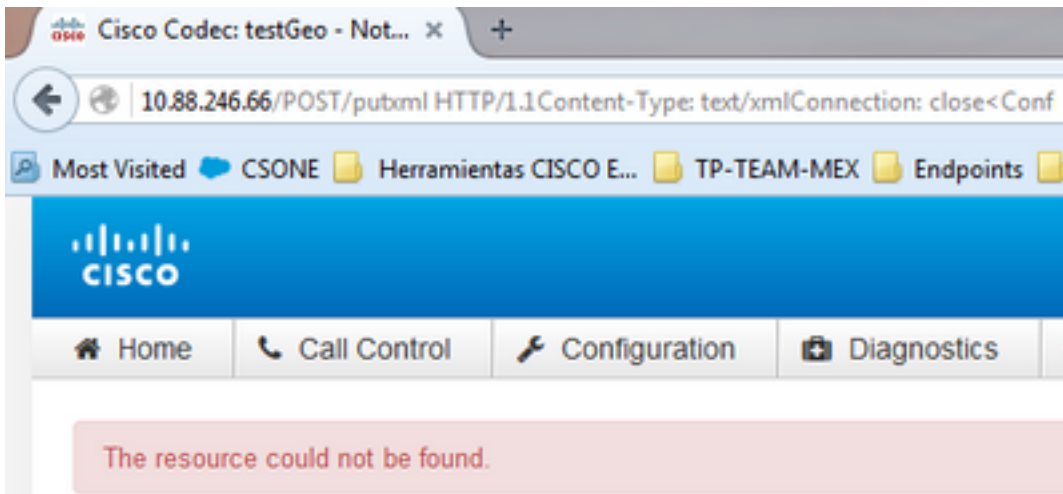 Cisco Codec: testGeo - Not... × +
10.88.246.66/POST/putxml HTTP/1.1Content-Type: text/xmlConnection: close<Conf
Most Visited CSONE Herramientas CISCO E... TP-TEAM-MEX Endpoints
CISCO
Home Call Control Configuration Diagnostics
The resource could not be found.